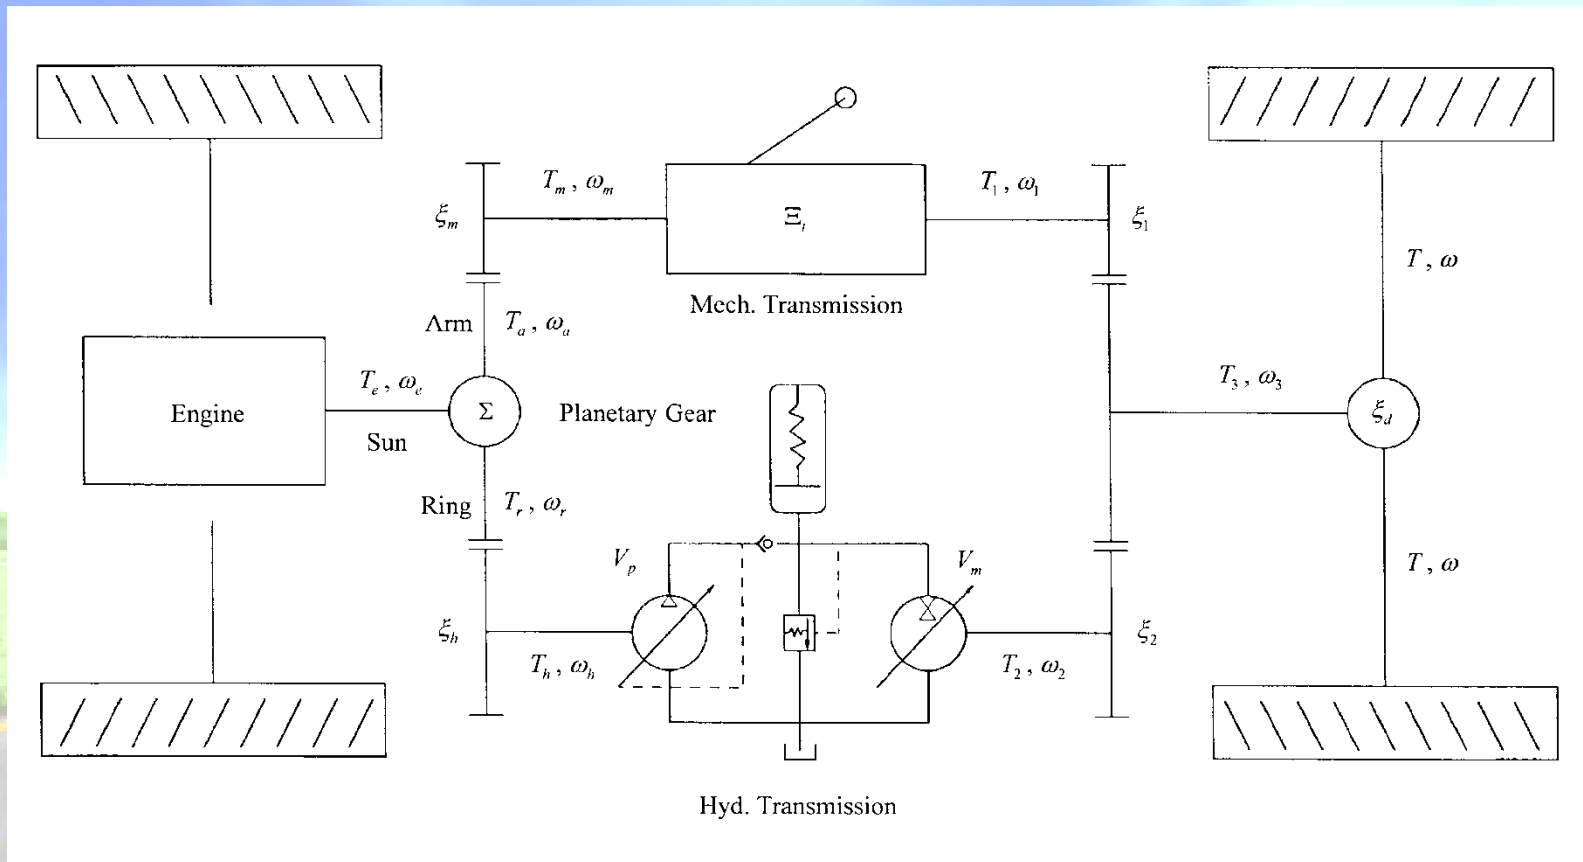 T_m , ω_m
T_1 , ω_1
ξ_m
Ξ_t
ξ_1
T , ω
Mech. Transmission
Arm
T_a , ω_a
T_e , ω_e
T_3 , ω_3
Engine
Σ
Planetary Gear
ξ_d
Sun
Ring
T_r , ω_r
V_p
V_m
T , ω
ξ_h
ξ_2
T_h , ω_h
T_2 , ω_2
Hyd. Transmission